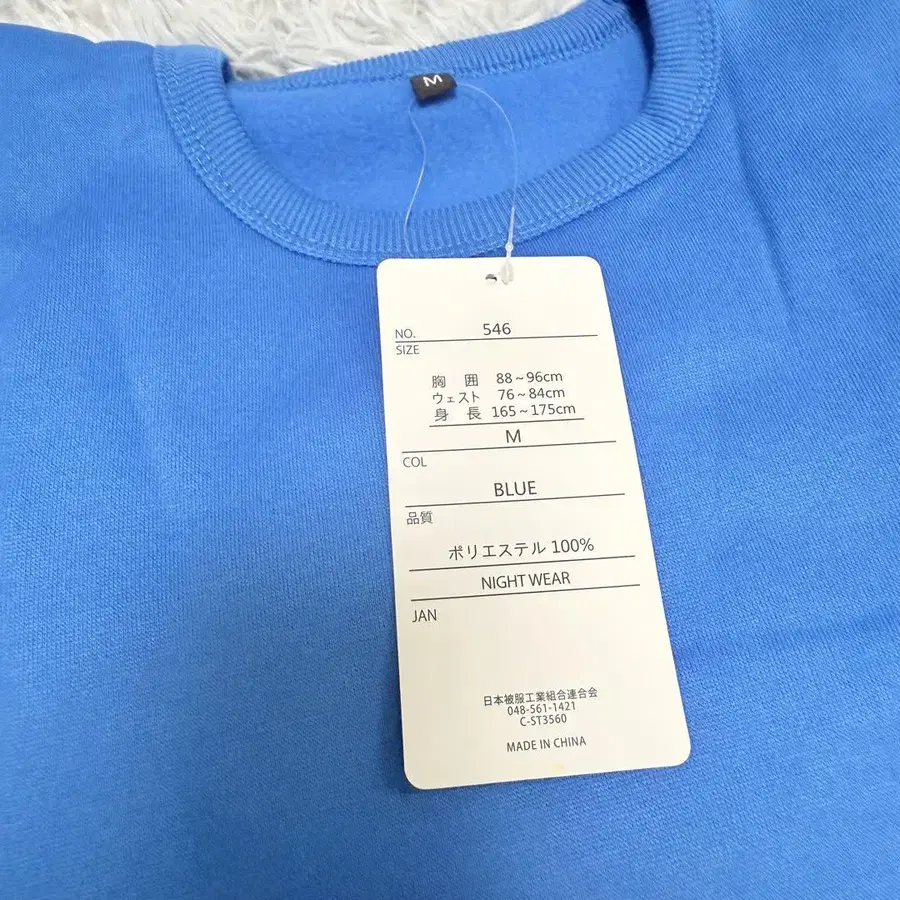 M
NO. 546
SIZE
胸 囲 88～96cm
ウェスト 76～84cm
身 長 165～175cm
M
COL
BLUE
品質
ポリエステル 100%
NIGHT WEAR
JAN
日本被服工業組合連合会
048-561-1421
C-ST3560
MADE IN CHINA